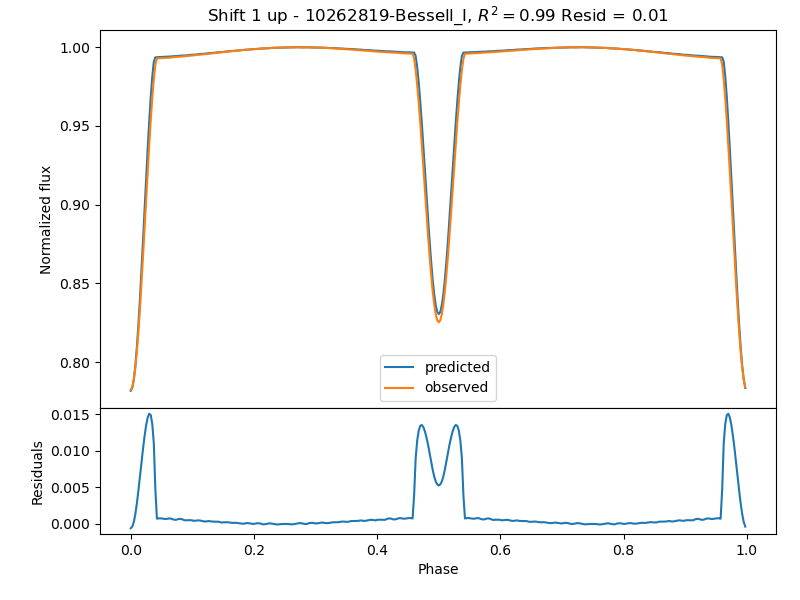 Shift 1 up - 10262819-Bessell_I, R² = 0.99 Resid = 0.01
1.00
0.95
0.90
0.85
0.80
Normalized flux
predicted
observed
0.015
0.010
0.005
0.000
Residuals
0.0 0.2 0.4 0.6 0.8 1.0
Phase